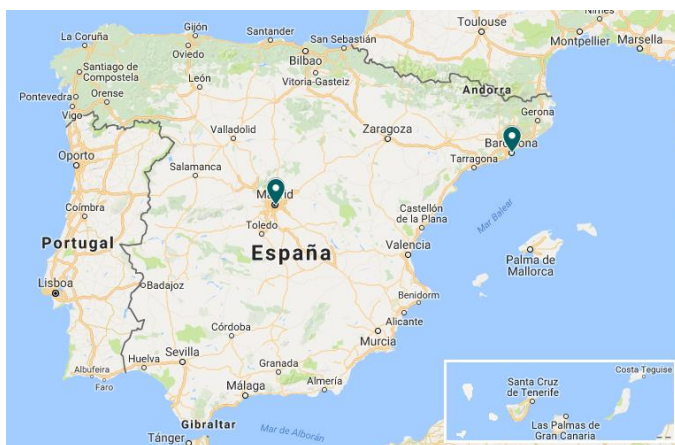 Gijón
Santander
San Sebastián
Toulouse
Nimes
Montpellier
Marsella
La Coruña
Oviedo
Bilbao
Santiago de
Compostela
León
Vitoria-Gasteiz
Andorra
Pontevedra
Orense
Vigo
Gerona
Valladolid
Zaragoza
Barcelona
Oporto
Salamanca
Tarragona
Madrid
Coímbra
Toledo
Castellón
de la Plana
Mar Balear
Portugal
España
Valencia
Palma de
Mallorca
Lisboa
Badajoz
Benidorm
Alicante
Córdoba
Murcia
Albufeira
Faro
Huelva
Sevilla
Granada
Almería
Málaga
Gibraltar
Mar de Alborán
Tánger
Costa Teguise
Santa Cruz
de Tenerife
Las Palmas de
Gran Canaria